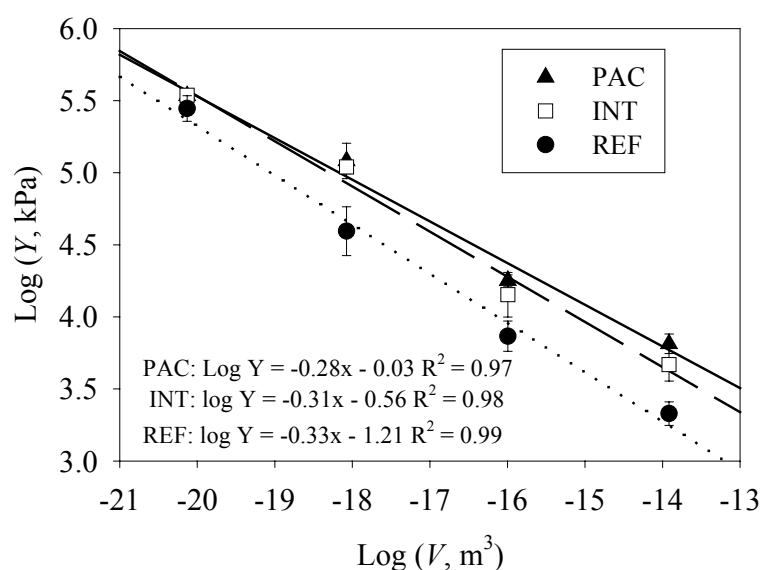 6.0
5.5
5.0
4.5
4.0
3.5
3.0
Log (Y, kPa)
PAC
INT
REF
PAC: Log Y = -0.28x - 0.03 R² = 0.97
INT: log Y = -0.31x - 0.56 R² = 0.98
REF: log Y = -0.33x - 1.21 R² = 0.99
-21 -20 -19 -18 -17 -16 -15 -14 -13
Log (V, m³)